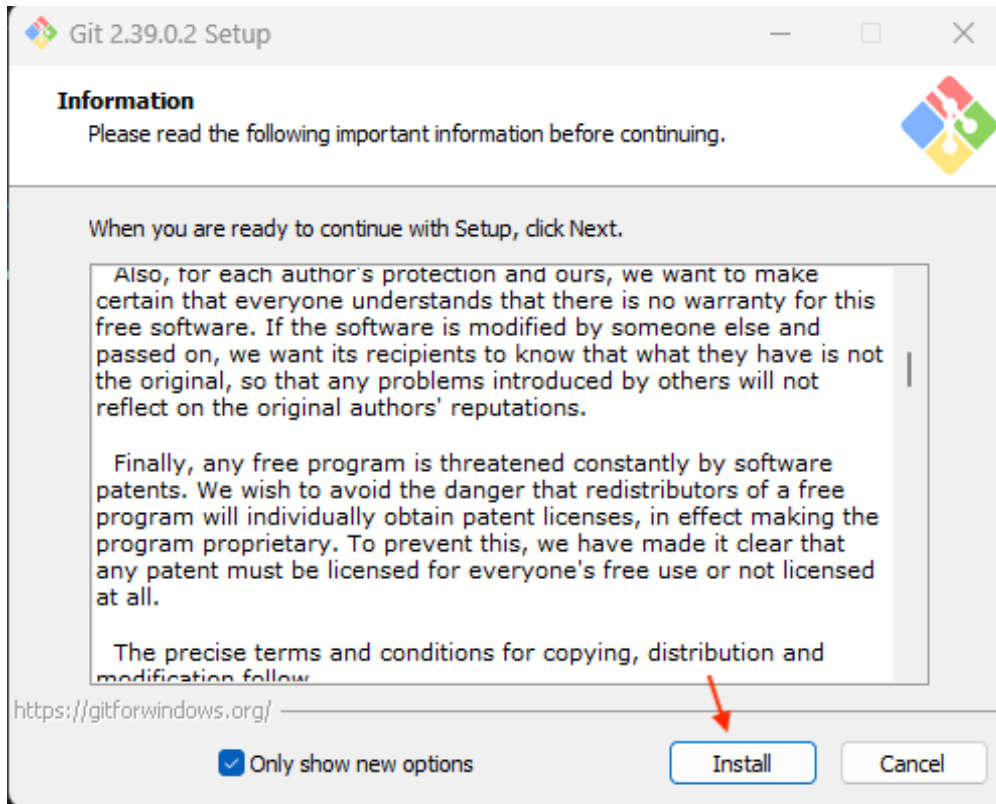 Git 2.39.0.2 Setup
Information
Please read the following important information before continuing.
When you are ready to continue with Setup, click Next.
Also, for each author's protection and ours, we want to make
certain that everyone understands that there is no warranty for this
free software. If the software is modified by someone else and
passed on, we want its recipients to know that what they have is not
the original, so that any problems introduced by others will not
reflect on the original authors' reputations.
Finally, any free program is threatened constantly by software
patents. We wish to avoid the danger that redistributors of a free
program will individually obtain patent licenses, in effect making the
program proprietary. To prevent this, we have made it clear that
any patent must be licensed for everyone's free use or not licensed
at all.
The precise terms and conditions for copying, distribution and
modification follow
https://gitforwindows.org/
Only show new options
Install
Cancel